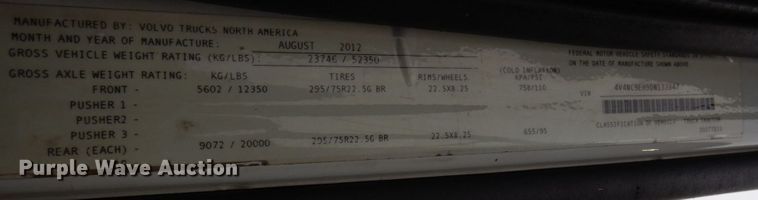 MANUFACTURED BY: VOLVO TRUCKS NORTH AMERICA
MONTH AND YEAR OF MANUFACTURE: AUGUST 2012
GROSS VEHICLE WEIGHT RATING (KG/LBS): 23746 / 52350
FEDERAL MOTOR VEHICLE SAFETY STANDARDS
ON THE DATE OF MANUFACTURE SHOWN ABOVE
GROSS AXLE WEIGHT RATING: KG/LBS TIRES RIMS/WHEELS (COLD INFLATION) KPA/PSI
FRONT - 5602 / 12350 295/75R22.5G BR 22.5X8.25 758/110
VIN
PUSHER 1 -
PUSHER2 -
PUSHER 3 -
REAR (EACH) - 9072 / 20000 295/75R22.5G BR 22.5X8.25 655/95
CLASSIFICATION OF VEHICLE TRUCK TRACTOR
Purple Wave Auction